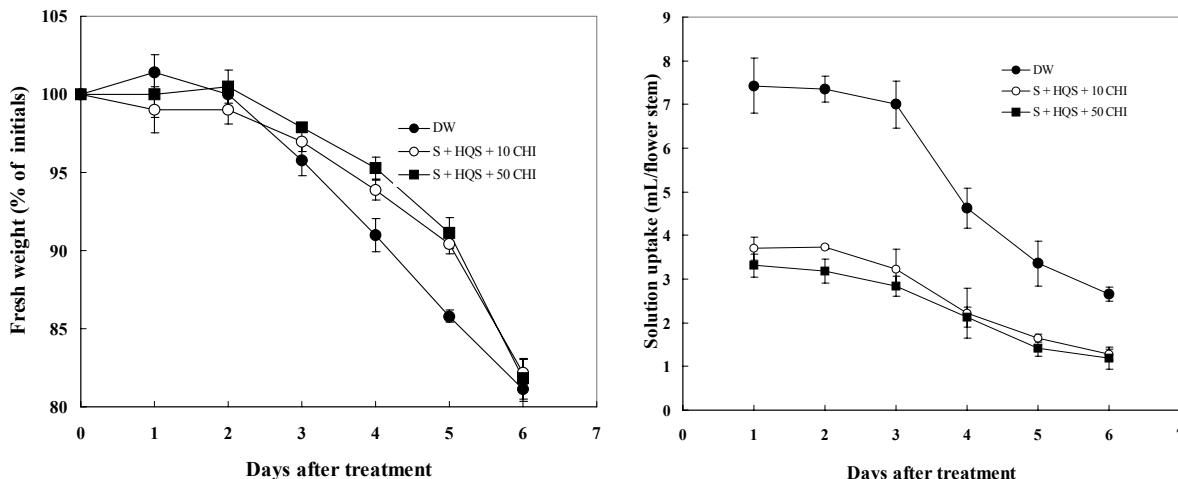 Fresh weight (% of initials)
105
100
95
90
85
80
0 1 2 3 4 5 6 7
Days after treatment
DW
S + HQS + 10 CHI
S + HQS + 50 CHI
Solution uptake (mL/flower stem)
9
8
7
6
5
4
3
2
1
0
0 1 2 3 4 5 6 7
Days after treatment
DW
S + HQS + 10 CHI
S + HQS + 50 CHI